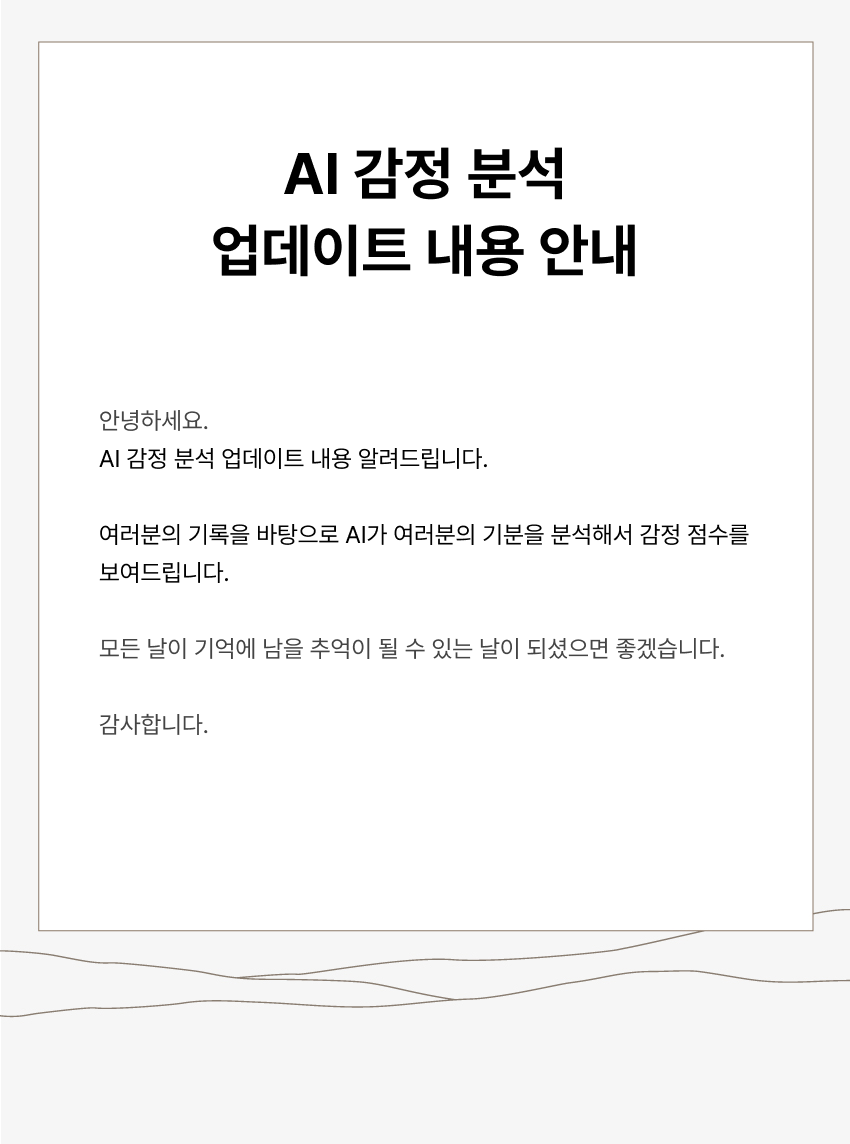 AI 감정 분석
업데이트 내용 안내
안녕하세요.
AI 감정 분석 업데이트 내용 알려드립니다.
여러분의 기록을 바탕으로 AI가 여러분의 기분을 분석해서 감정 점수를
보여드립니다.
모든 날이 기억에 남을 추억이 될 수 있는 날이 되셨으면 좋겠습니다.
감사합니다.